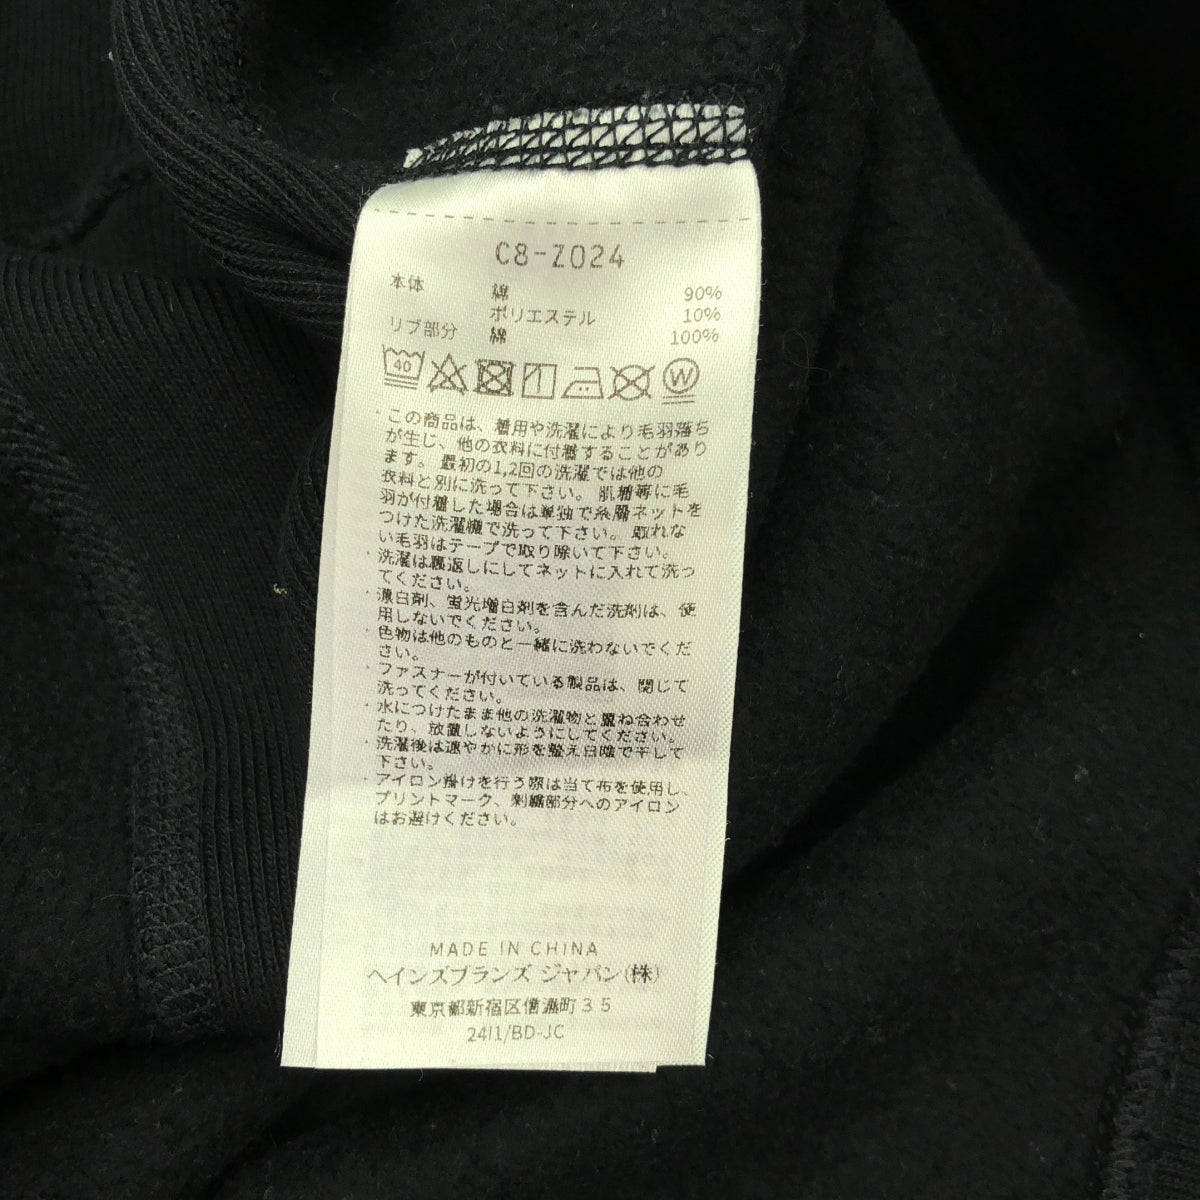 C8-Z024
本体 綿 90%
ポリエステル 10%
リブ部分 綿 100%
40 W
・この商品は、着用や洗濯により毛羽落ち
が生じ、他の衣料に付着することがあり
ます。最初の1,2回の洗濯では他の
衣料と別に洗って下さい。肌着等に毛
羽が付着した場合は単独で糸屑ネットを
つけた洗濯機で洗って下さい。取れな
い毛羽はテープで取り除いて下さい。
・洗濯は裏返しにしてネットに入れて洗っ
てください。
・漂白剤、蛍光増白剤を含んだ洗剤は、使
用しないでください。
・色物は他のものと一緒に洗わないでくだ
さい。
・ファスナーが付いている製品は、閉じて
洗ってください。
・水につけたまま他の洗濯物と重ね合わせ
たり、放置しないようにしてください。
・洗濯後は速やかに形を整え日陰で干して
下さい。
・アイロン掛けを行う際は当て布を使用し、
プリントマーク、刺繍部分へのアイロン
はお避けください。
MADE IN CHINA
ヘインズブランズ ジャパン(株)
東京都新宿区信濃町35
24I1/BD-JC